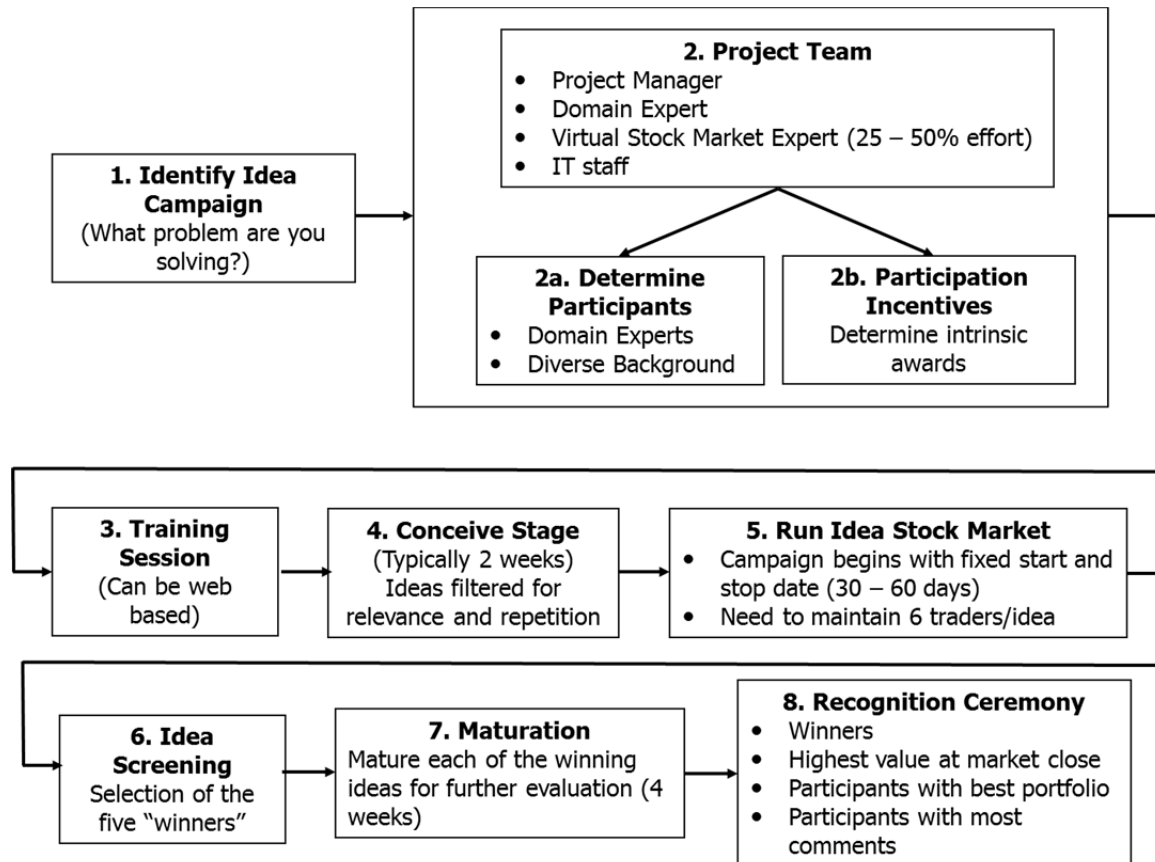 1. Identify Idea
Campaign
(What problem are you
solving?)
2. Project Team
• Project Manager
• Domain Expert
• Virtual Stock Market Expert (25 – 50% effort)
• IT staff
2a. Determine
Participants
• Domain Experts
• Diverse Background
2b. Participation
Incentives
Determine intrinsic
awards
3. Training
Session
(Can be web
based)
4. Conceive Stage
(Typically 2 weeks)
Ideas filtered for
relevance and repetition
5. Run Idea Stock Market
• Campaign begins with fixed start and
stop date (30 – 60 days)
• Need to maintain 6 traders/idea
6. Idea
Screening
Selection of the
five “winners”
7. Maturation
Mature each of the winning
ideas for further evaluation (4
weeks)
8. Recognition Ceremony
• Winners
• Highest value at market close
• Participants with best portfolio
• Participants with most
comments